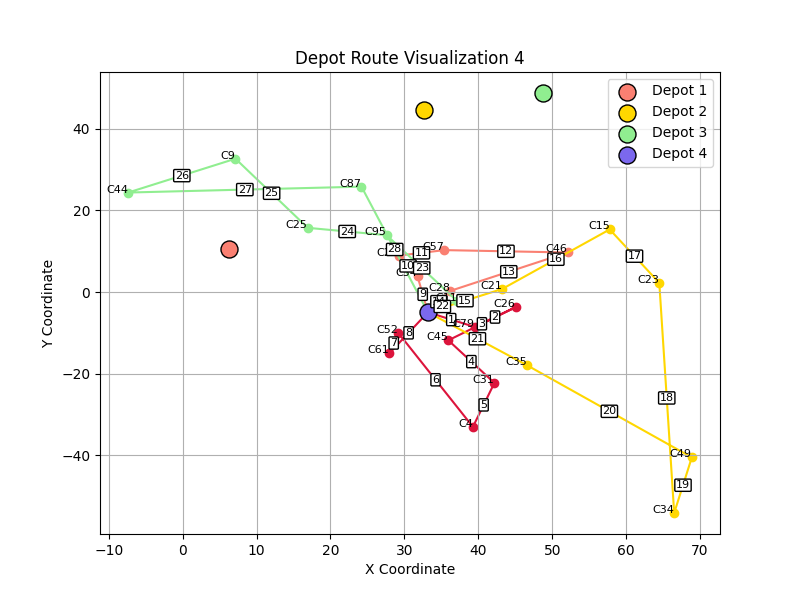 Depot Route Visualization 4
Depot 1
Depot 2
Depot 3
Depot 4
Y Coordinate
40
20
0
−20
−40
−10
0
10
20
30
40
50
60
70
X Coordinate
C9
C44
26
27
25
C87
C25
24
C95
28
11
C57
12
C46
16
C15
17
C23
10
23
13
9
C28
C21
15
22
C26
1
C79
3
2
C52
8
7
C61
C45
21
4
C35
6
C31
5
C4
20
18
C49
19
C34